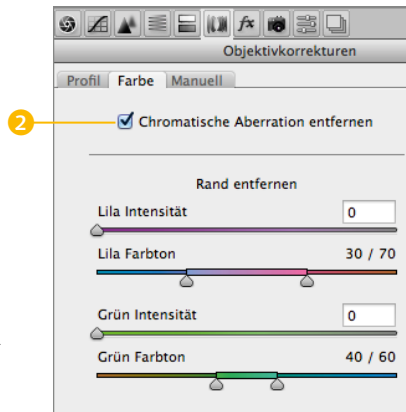 fx
Objektivkorrekturen
Profil Farbe Manuell
2 Chromatische Aberration entfernen
Rand entfernen
Lila Intensität 0
Lila Farbton 30 / 70
Grün Intensität 0
Grün Farbton 40 / 60